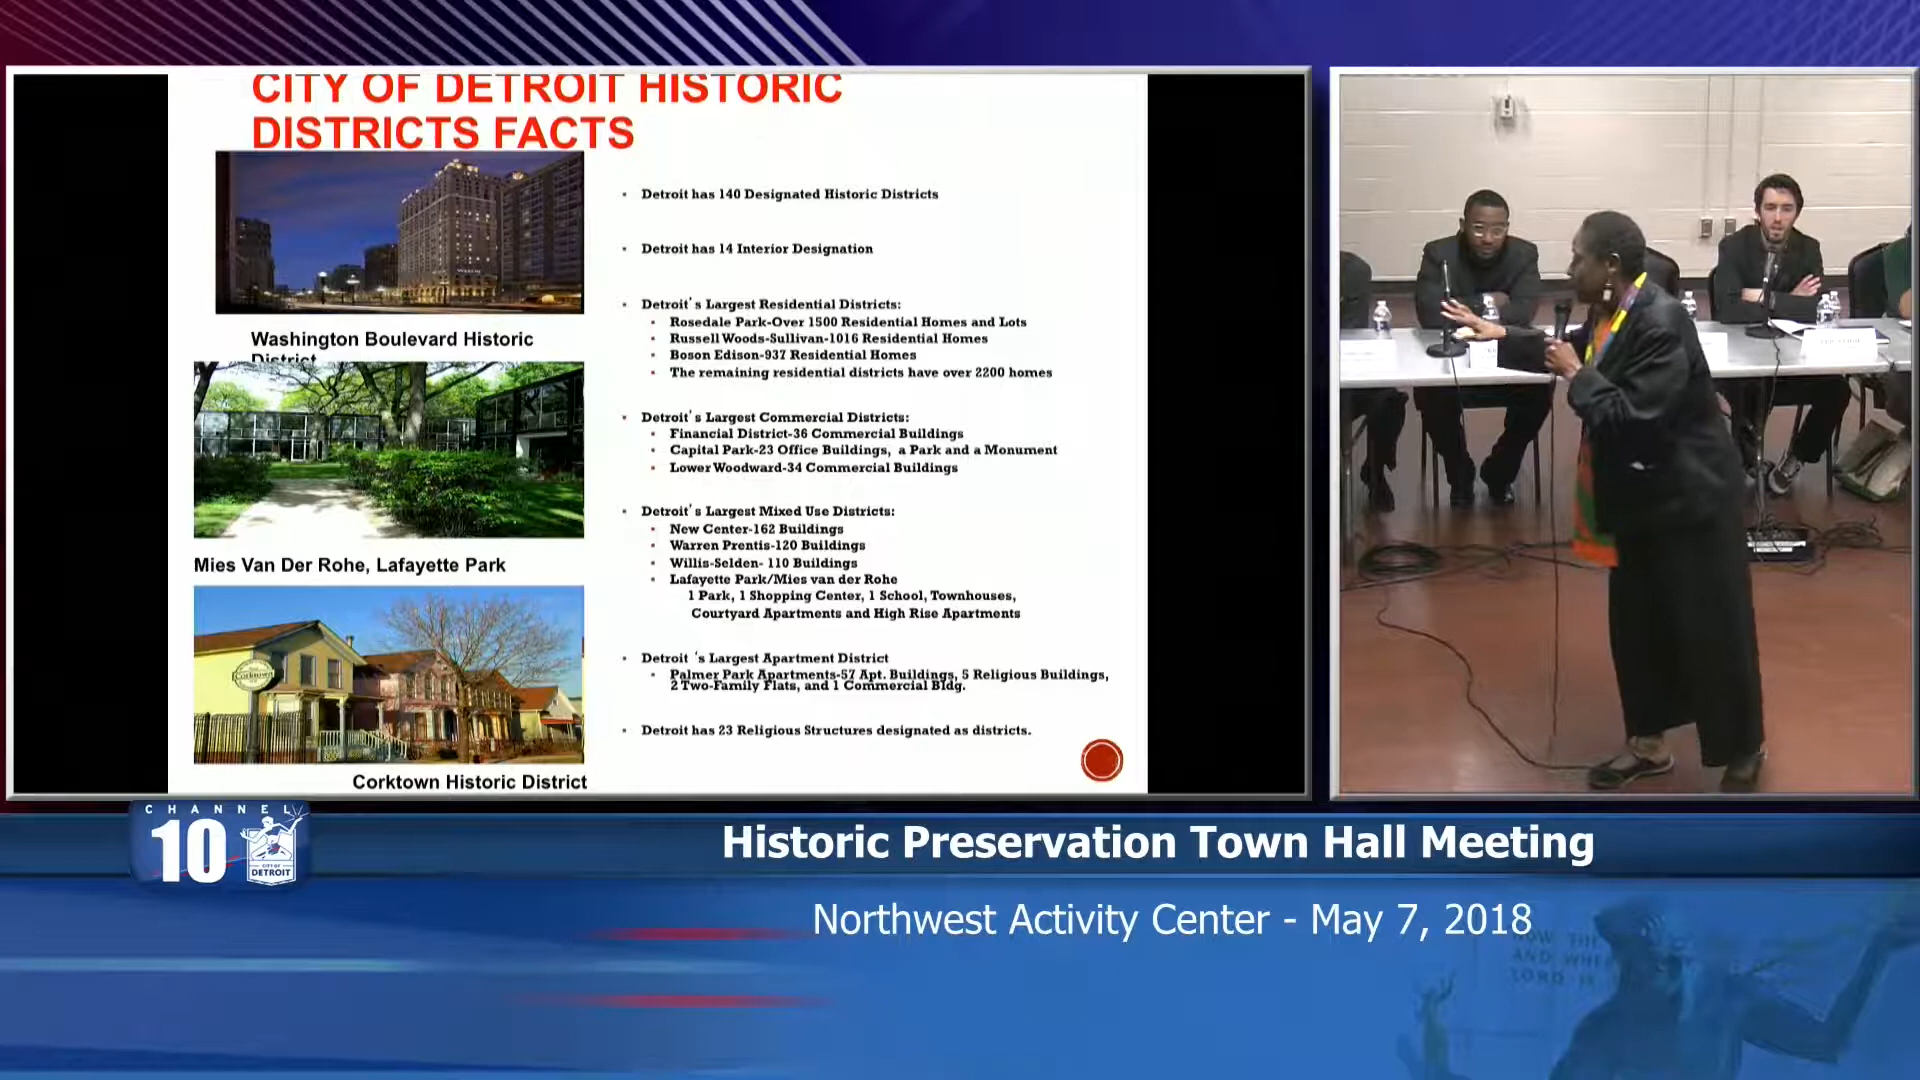 CITY OF DETROIT HISTORIC
DISTRICTS FACTS
Washington Boulevard Historic
District
Mies Van Der Rohe, Lafayette Park
Corktown
Corktown Historic District
Detroit has 140 Designated Historic Districts
Detroit has 14 Interior Designation
Detroit's Largest Residential Districts:
Rosedale Park-Over 1500 Residential Homes and Lots
Russell Woods-Sullivan-1016 Residential Homes
Boson Edison-937 Residential Homes
The remaining residential districts have over 2200 homes
Detroit's Largest Commercial Districts:
Financial District-36 Commercial Buildings
Capital Park-23 Office Buildings, a Park and a Monument
Lower Woodward-34 Commercial Buildings
Detroit's Largest Mixed Use Districts:
New Center-162 Buildings
Warren Prentis-120 Buildings
Willis-Selden- 110 Buildings
Lafayette Park/Mies van der Rohe
1 Park, 1 Shopping Center, 1 School, Townhouses,
Courtyard Apartments and High Rise Apartments
Detroit 's Largest Apartment District
Palmer Park Apartments-57 Apt. Buildings, 5 Religious Buildings,
2 Two-Family Flats, and 1 Commercial Bldg.
Detroit has 23 Religious Structures designated as districts.
CHANNEL
10
CITY OF
DETROIT
Historic Preservation Town Hall Meeting
Northwest Activity Center - May 7, 2018
AND
LORD